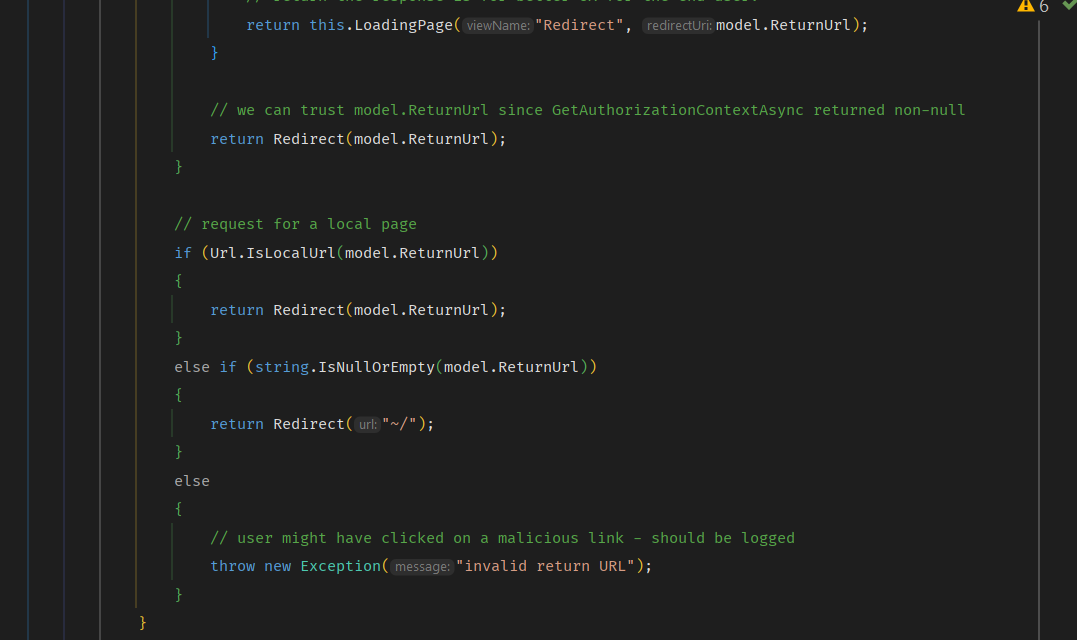 return this.LoadingPage(viewName:"Redirect", redirectUri:model.ReturnUrl);
6
}
// we can trust model.ReturnUrl since GetAuthorizationContextAsync returned non-null
return Redirect(model.ReturnUrl);
}
// request for a local page
if (Url.IsLocalUrl(model.ReturnUrl))
{
return Redirect(model.ReturnUrl);
}
else if (string.IsNullOrEmpty(model.ReturnUrl))
{
return Redirect(url:"~/");
}
else
{
// user might have clicked on a malicious link - should be logged
throw new Exception(message:"invalid return URL");
}
}